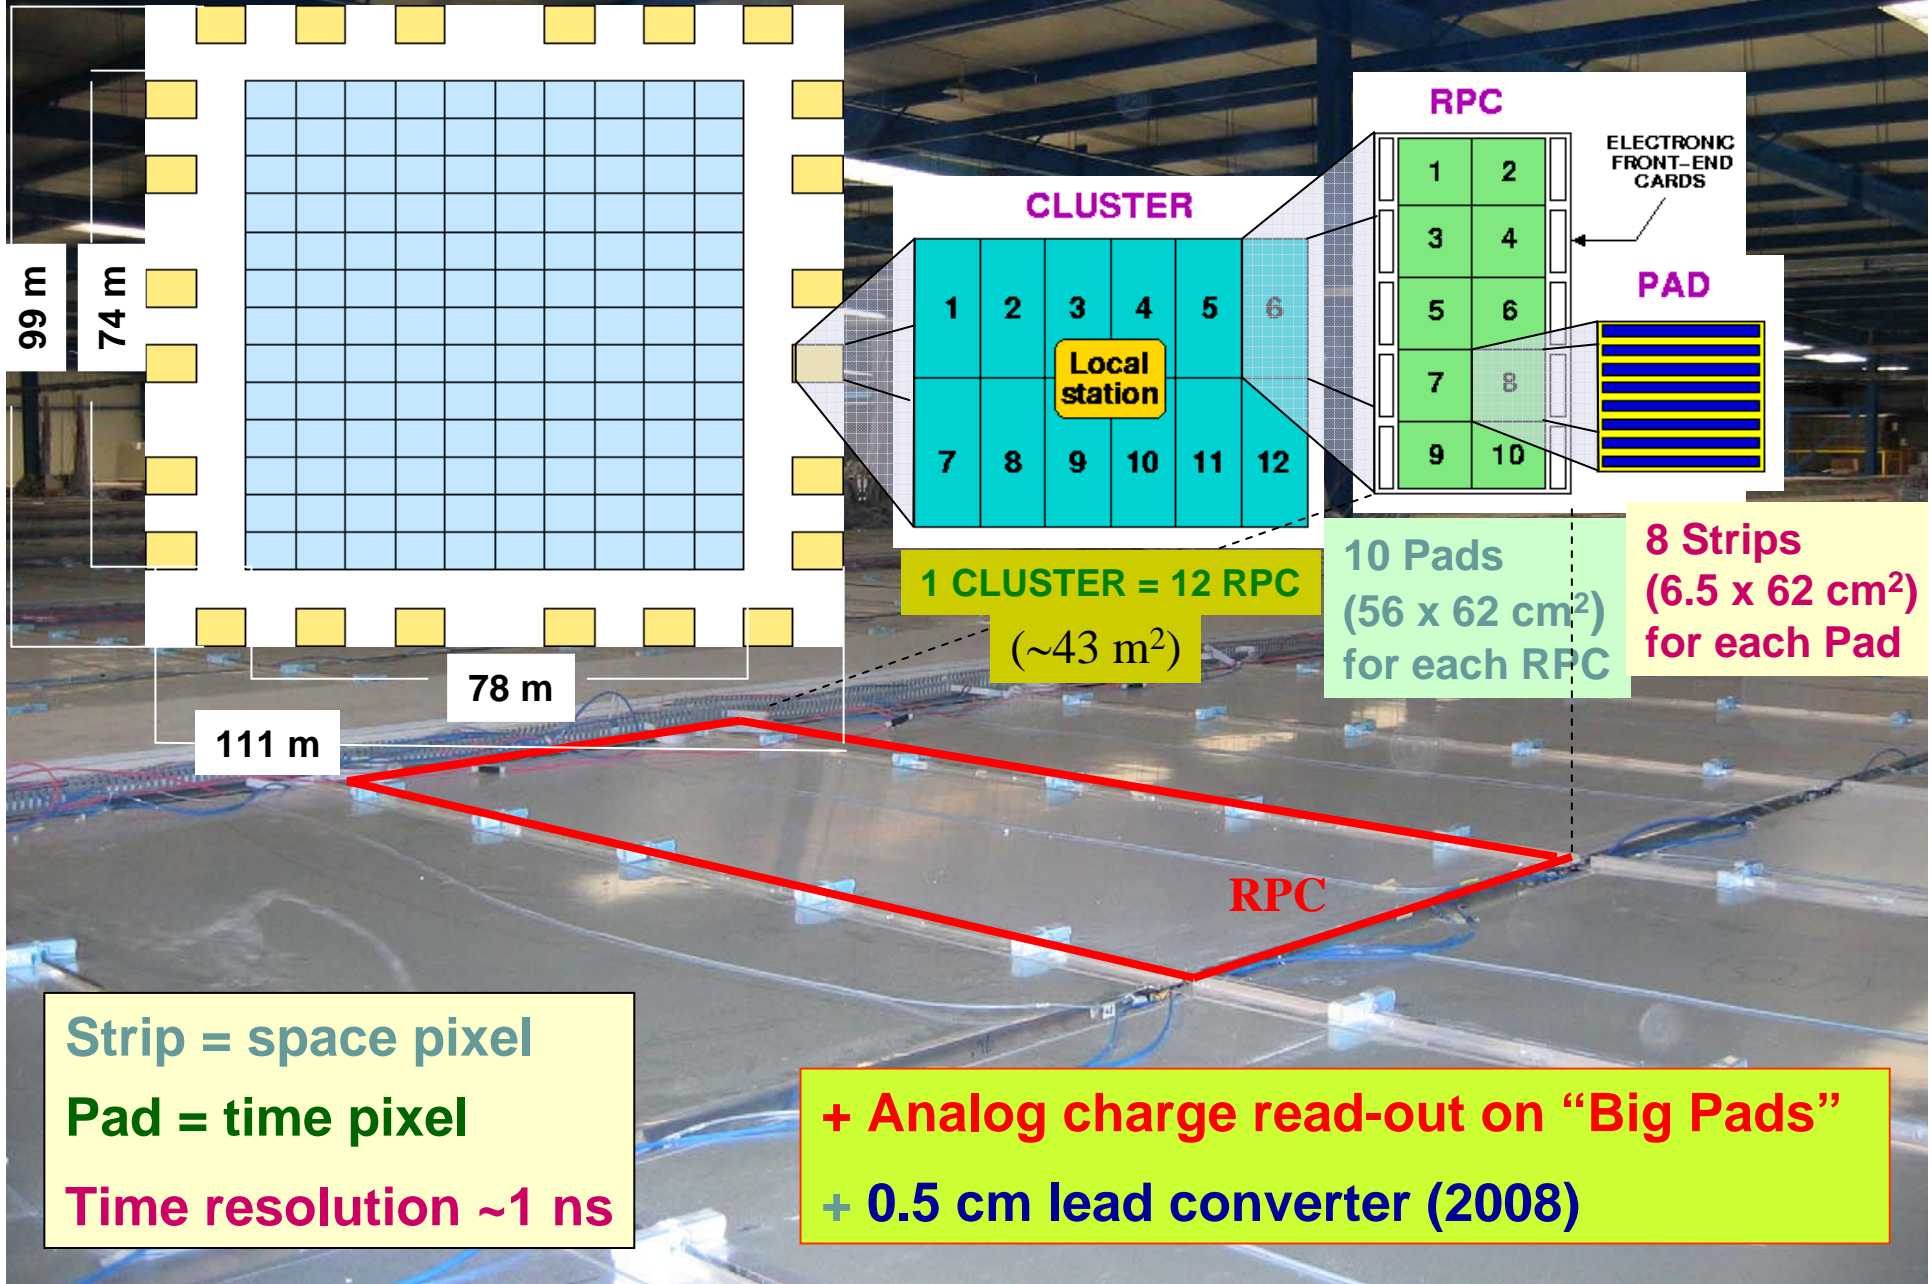 99 m
74 m
78 m
111 m
CLUSTER
1 2 3 4 5 6
Local
station
7 8 9 10 11 12
1 CLUSTER = 12 RPC
(~43 m²)
RPC
ELECTRONIC
FRONT-END
CARDS
1 2
3 4
5 6
7 8
9 10
10 Pads
(56 x 62 cm²)
for each RPC
PAD
8 Strips
(6.5 x 62 cm²)
for each Pad
RPC
Strip = space pixel
Pad = time pixel
Time resolution ~1 ns
+ Analog charge read-out on “Big Pads”
+ 0.5 cm lead converter (2008)